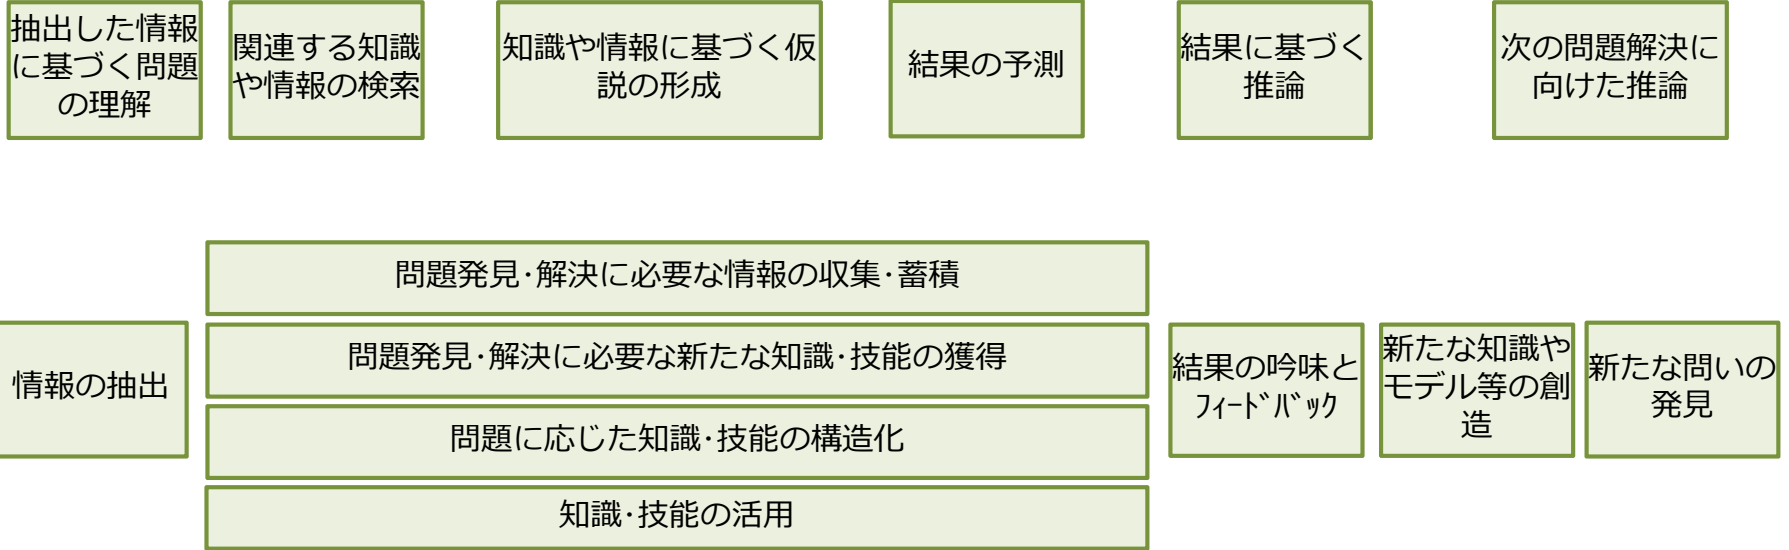 抽出した情報
に基づく問題
の理解
関連する知識
や情報の検索
知識や情報に基づく仮
説の形成
結果の予測
結果に基づく
推論
次の問題解決に
向けた推論
問題発見･解決に必要な情報の収集･蓄積
問題発見･解決に必要な新たな知識･技能の獲得
問題に応じた知識･技能の構造化
知識･技能の活用
情報の抽出
結果の吟味と
ﾌｨｰﾄﾞﾊﾞｯｸ
新たな知識や
モデル等の創
造
新たな問いの
発見